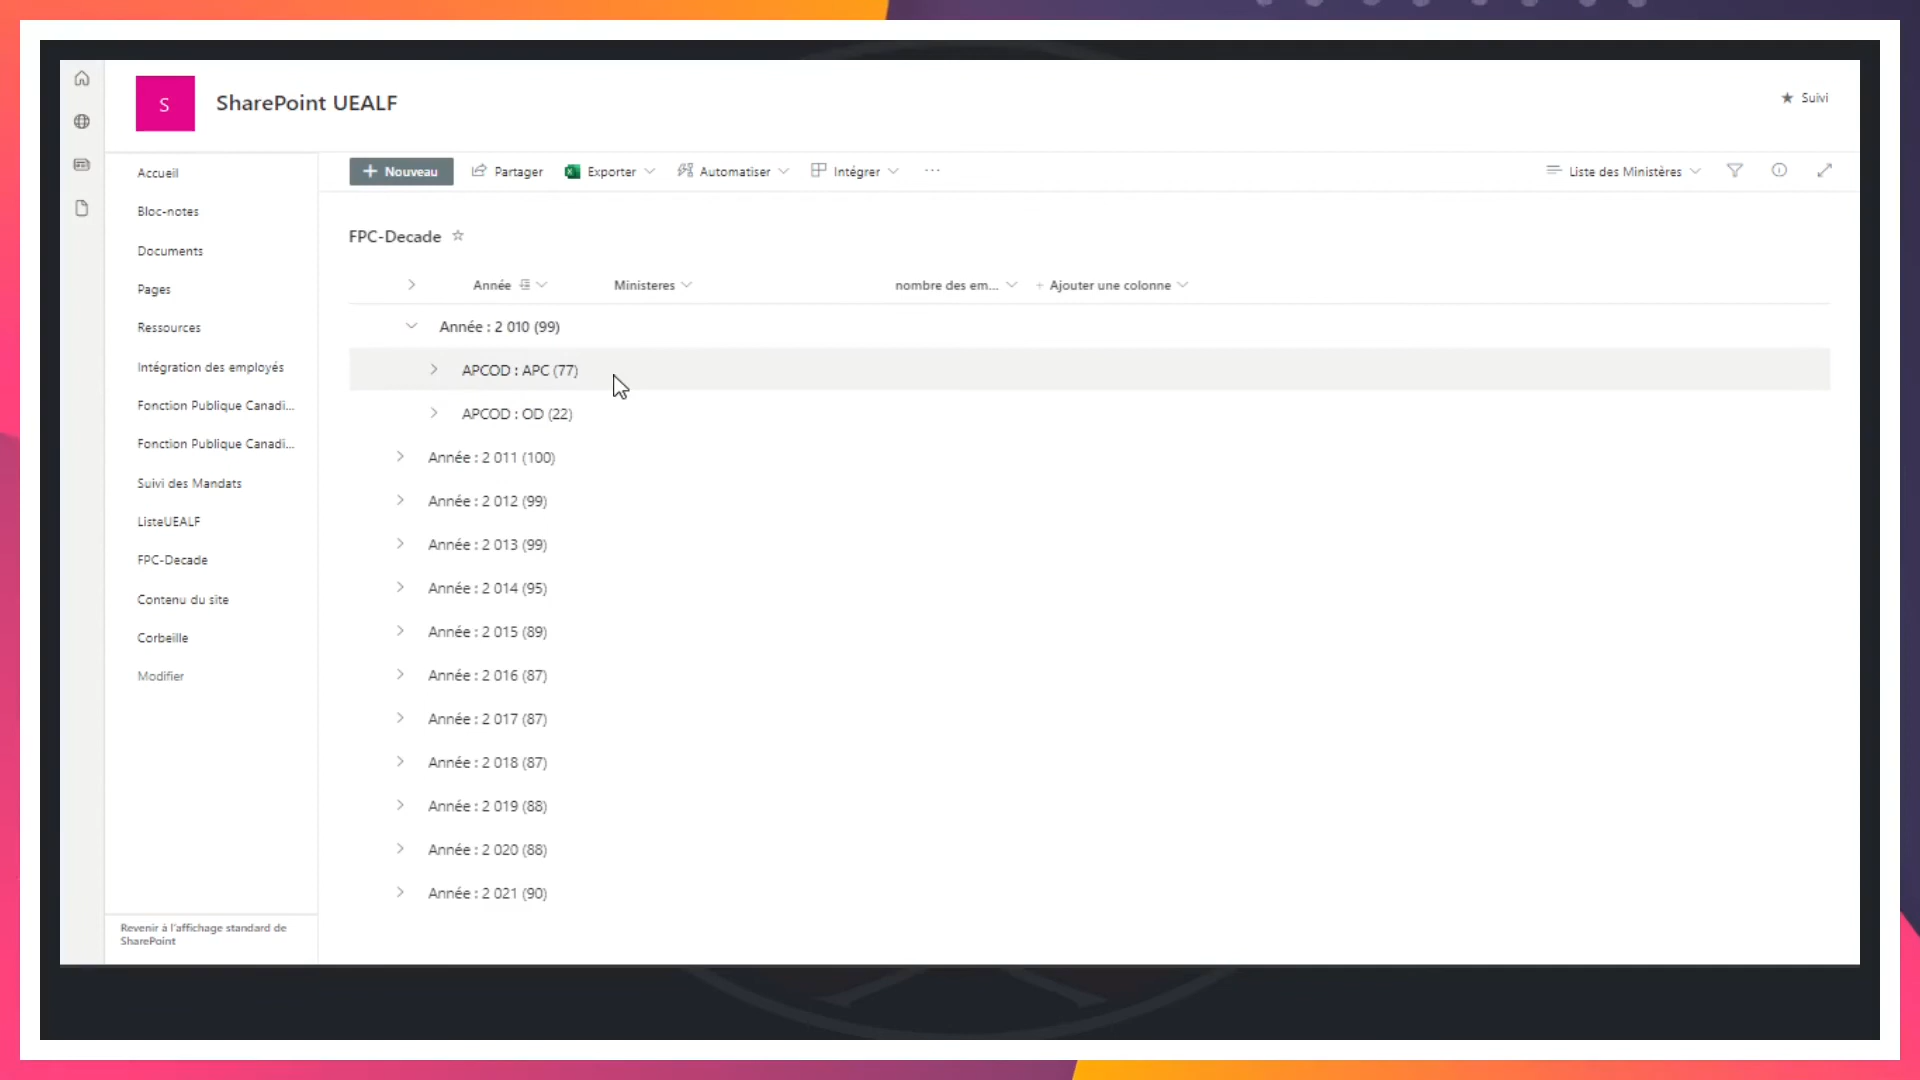 S
SharePoint UEALF
Suivi
Accueil
Bloc-notes
Documents
Pages
Ressources
Intégration des employés
Fonction Publique Canadi...
Fonction Publique Canadi...
Suivi des Mandats
ListeUEALF
FPC-Decade
Contenu du site
Corbeille
Modifier
Revenir à l'affichage standard de
SharePoint
+ Nouveau Partager Exporter Automatiser Intégrer ... Liste des Ministères
FPC-Decade
Année Ministeres nombre des em... + Ajouter une colonne
Année : 2 010 (99)
APCOD : APC (77)
APCOD : OD (22)
Année : 2 011 (100)
Année : 2 012 (99)
Année : 2 013 (99)
Année : 2 014 (95)
Année : 2 015 (89)
Année : 2 016 (87)
Année : 2 017 (87)
Année : 2 018 (87)
Année : 2 019 (88)
Année : 2 020 (88)
Année : 2 021 (90)